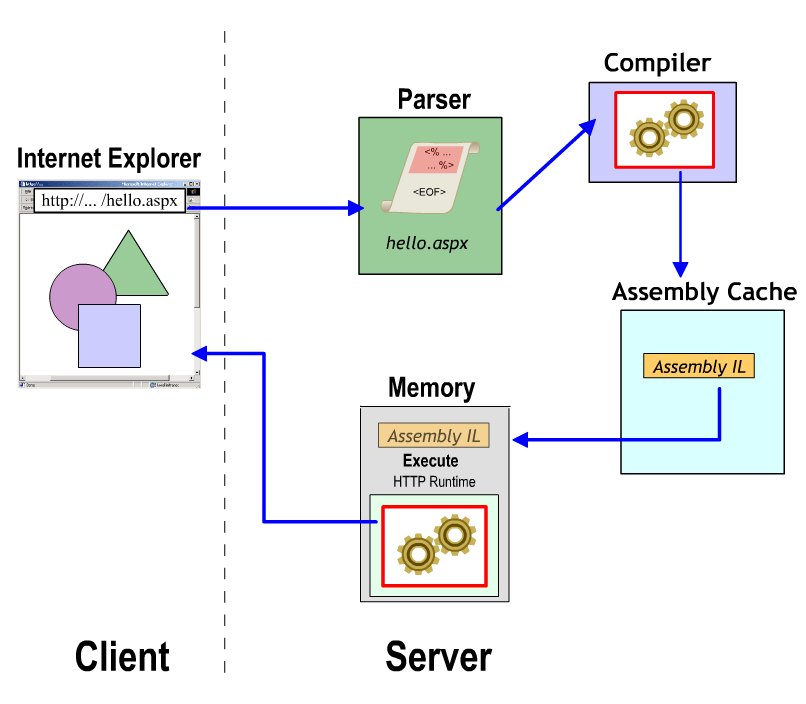 Compiler
Parser
<% ...
... %>
<EOF>
hello.aspx
Internet Explorer
http://... /hello.aspx
Assembly Cache
Assembly IL
Memory
Assembly IL
Execute
HTTP Runtime
Client
Server